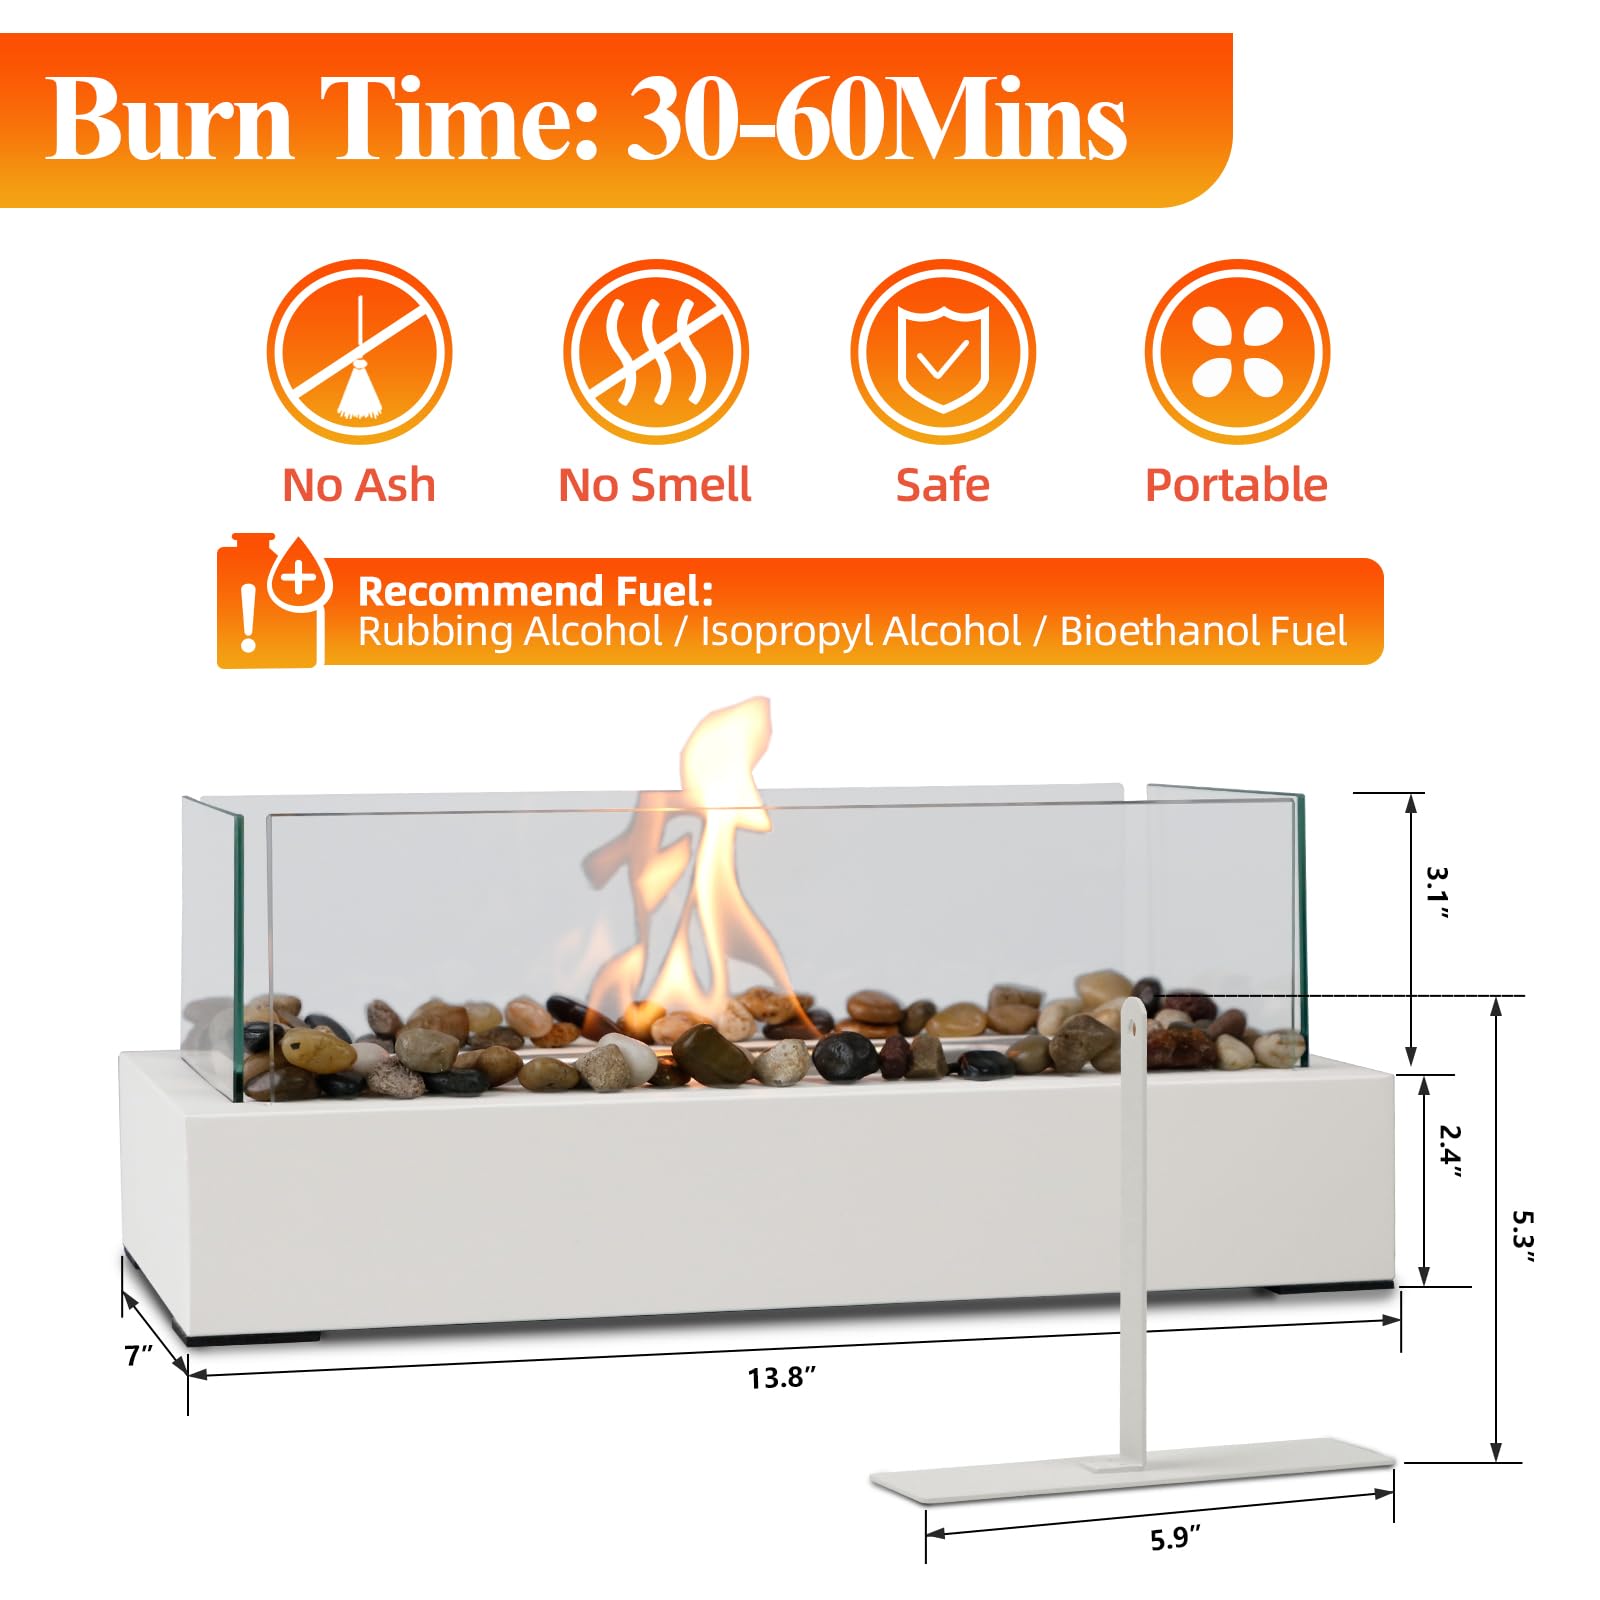 Burn Time: 30-60Mins
No Ash
No Smell
Safe
Portable
Recommend Fuel:
Rubbing Alcohol / Isopropyl Alcohol / Bioethanol Fuel
3.1"
2.4"
5.3"
7"
13.8"
5.9"